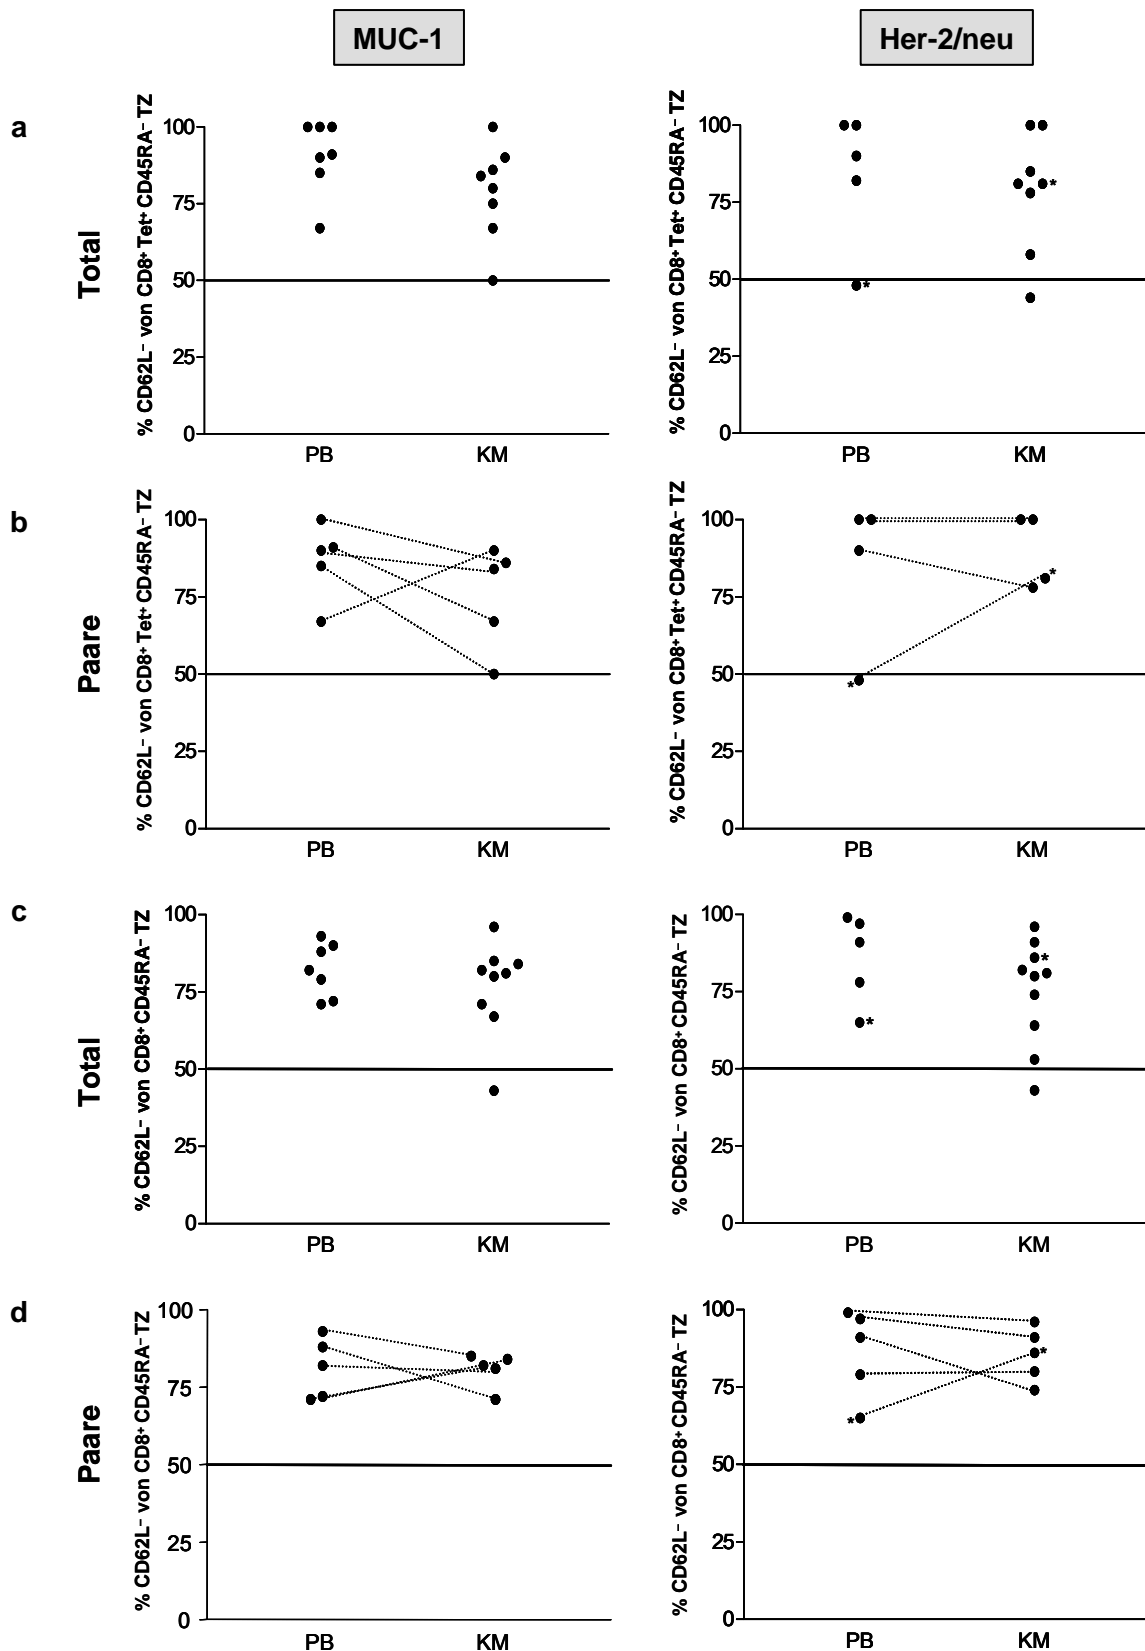 MUC-1
Her-2/neu
a
Total
% CD62L⁻ von CD8⁺ Tet⁺ CD45RA⁻ TZ
100
75
50
25
0
PB
KM
% CD62L⁻ von CD8⁺ Tet⁺ CD45RA⁻ TZ
100
75
50
25
0
*
*
PB
KM
b
Paare
% CD62L⁻ von CD8⁺ Tet⁺ CD45RA⁻ TZ
100
75
50
25
0
PB
KM
% CD62L⁻ von CD8⁺ Tet⁺ CD45RA⁻ TZ
100
75
50
25
0
*
*
PB
KM
c
Total
% CD62L⁻ von CD8⁺ CD45RA⁻ TZ
100
75
50
25
0
PB
KM
% CD62L⁻ von CD8⁺ CD45RA⁻ TZ
100
75
50
25
0
*
*
PB
KM
d
Paare
% CD62L⁻ von CD8⁺ CD45RA⁻ TZ
100
75
50
25
0
PB
KM
% CD62L⁻ von CD8⁺ CD45RA⁻ TZ
100
75
50
25
0
*
*
PB
KM